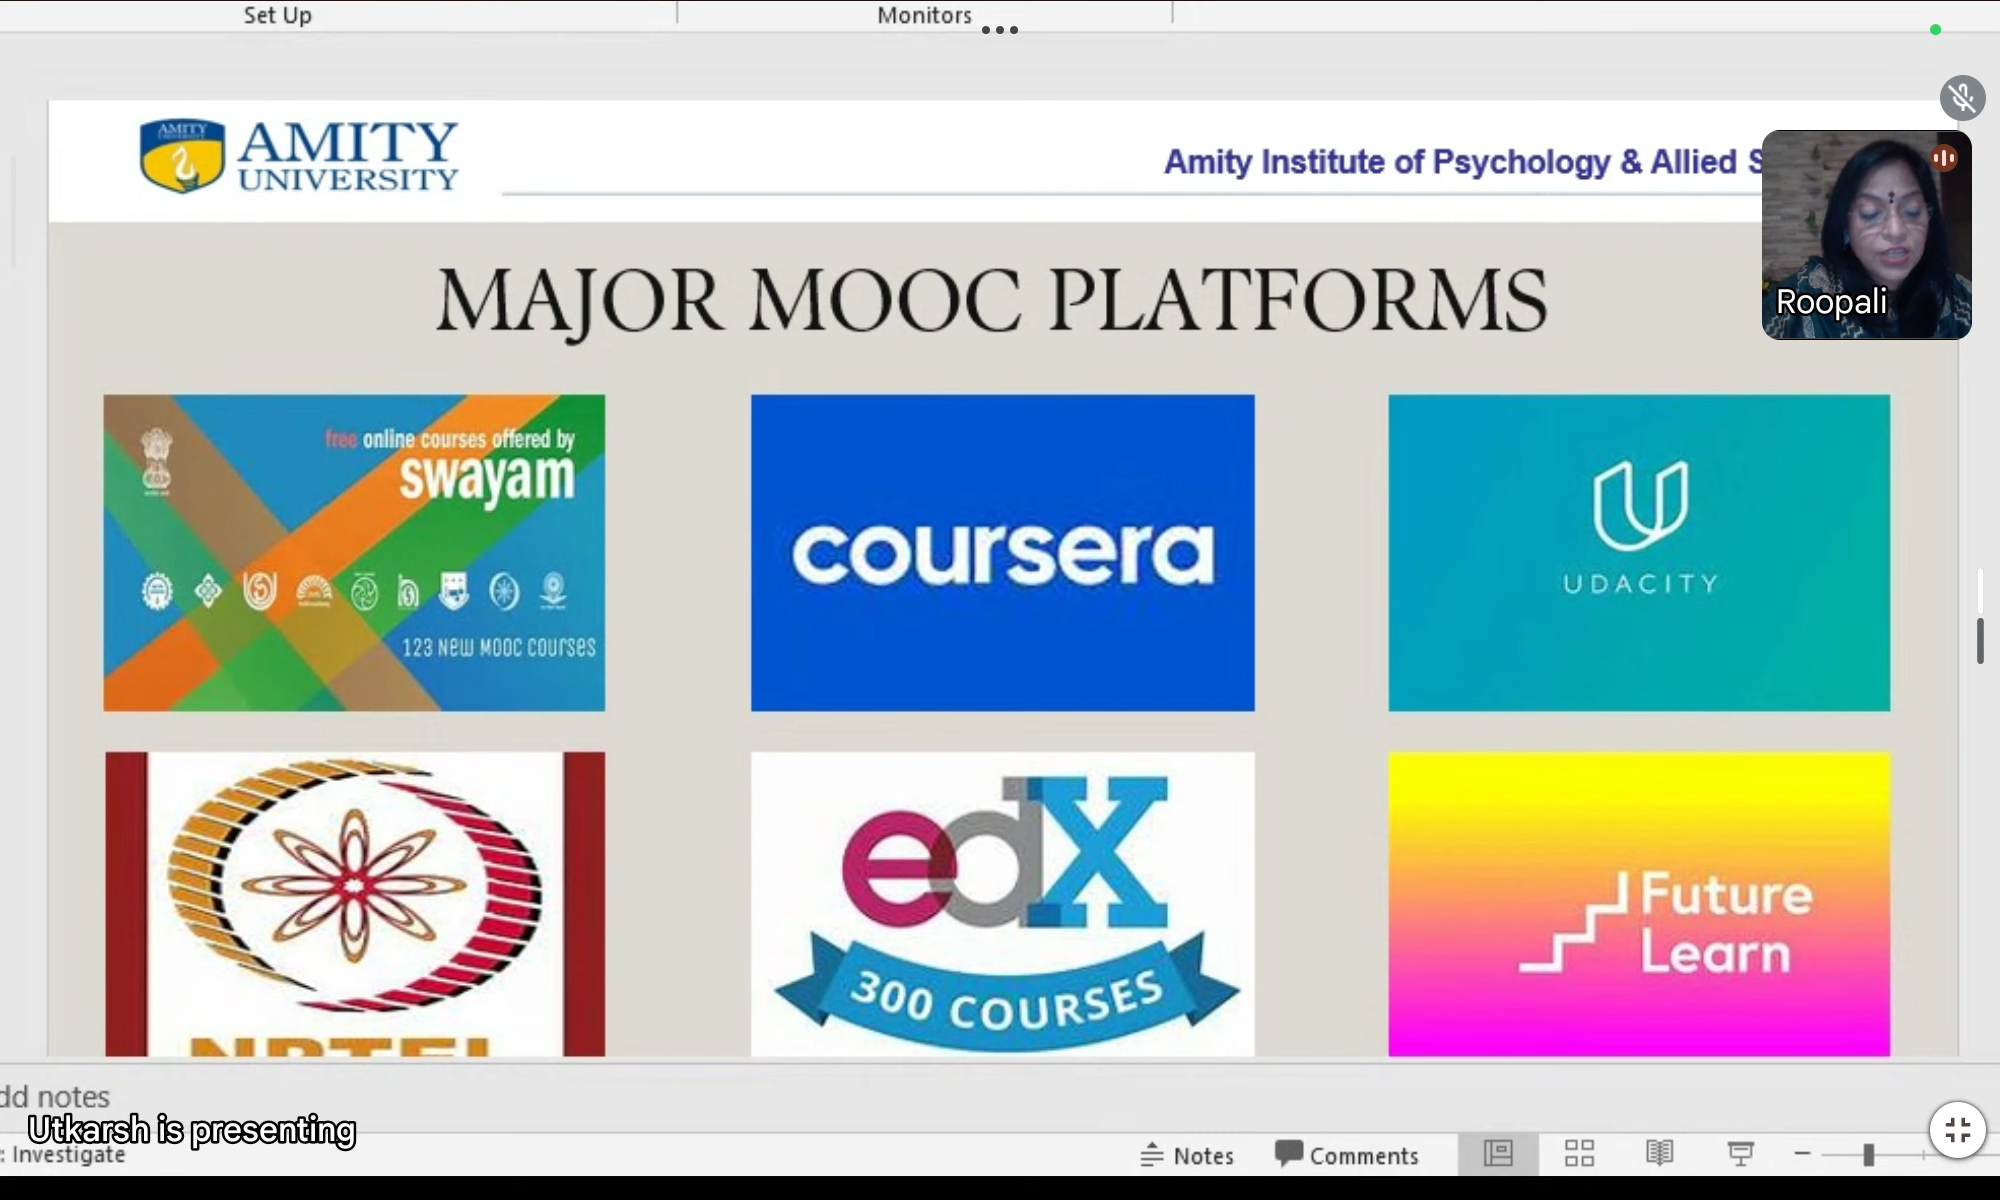 Set Up
Monitors
AMITY
AMITY
UNIVERSITY
Amity Institute of Psychology & Allied S
Roopali
MAJOR MOOC PLATFORMS
free online courses offered by
swayam
123 New MOOC courses
coursera
UDACITY
NPTEL
edX
300 COURSES
Future
Learn
dd notes
Utkarsh is presenting
: Investigate
Notes
Comments